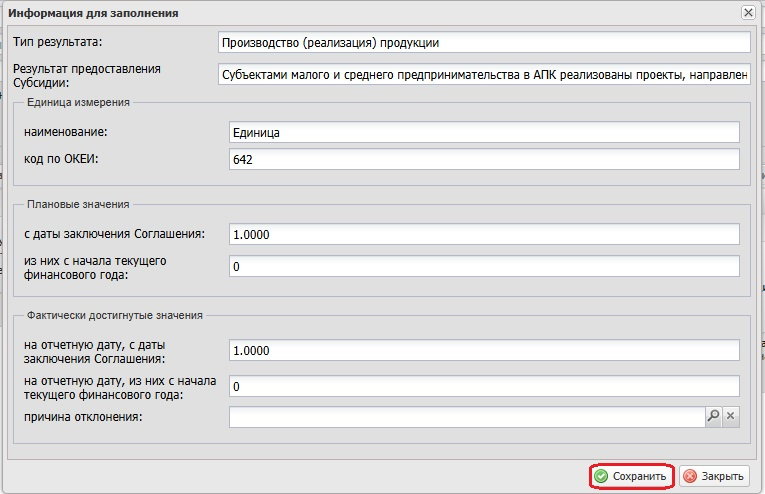 Информация для заполнения
Тип результата:
Производство (реализация) продукции
Результат предоставления
Субсидии:
Субъектами малого и среднего предпринимательства в АПК реализованы проекты, направлен
Единица измерения
наименование:
Единица
код по ОКЕИ:
642
Плановые значения
с даты заключения Соглашения:
1.0000
из них с начала текущего
финансового года:
0
Фактически достигнутые значения
на отчетную дату, с даты
заключения Соглашения:
1.0000
на отчетную дату, из них с начала
текущего финансового года:
0
причина отклонения:
Сохранить
Закрыть